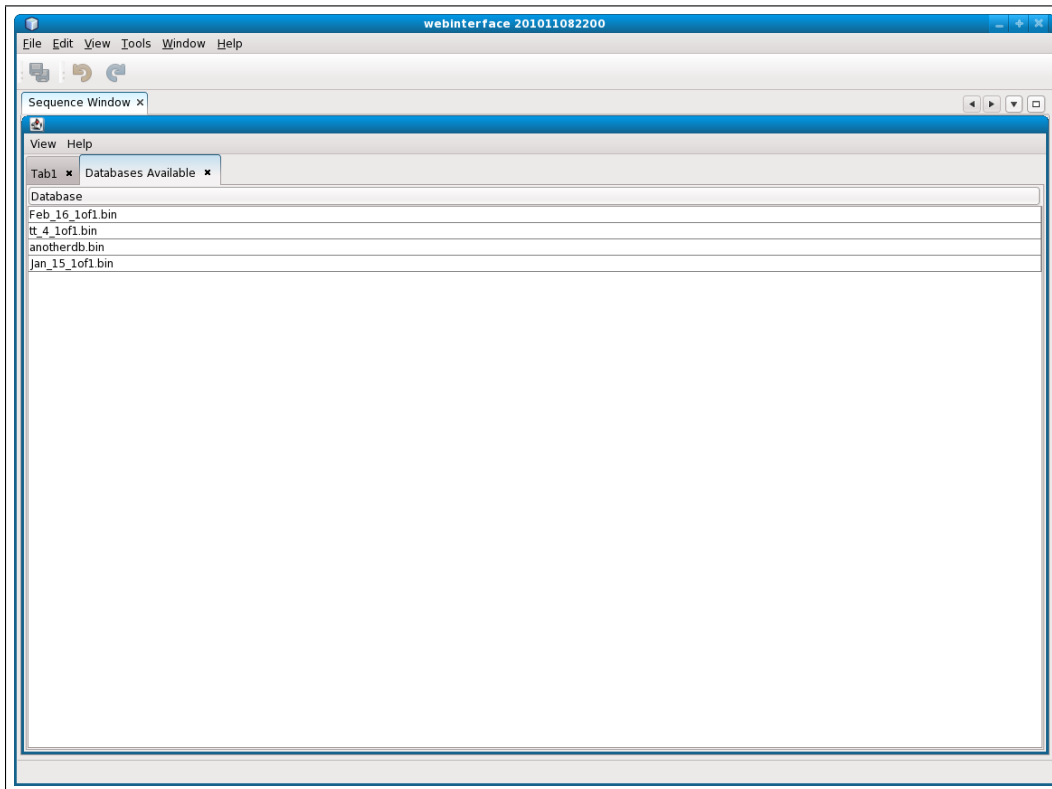 webinterface 201011082200
File Edit View Tools Window Help
Sequence Window
View Help
Tab1 Databases Available
Database
Feb_16_1of1.bin
tt_4_1of1.bin
anotherdb.bin
Jan_15_1of1.bin